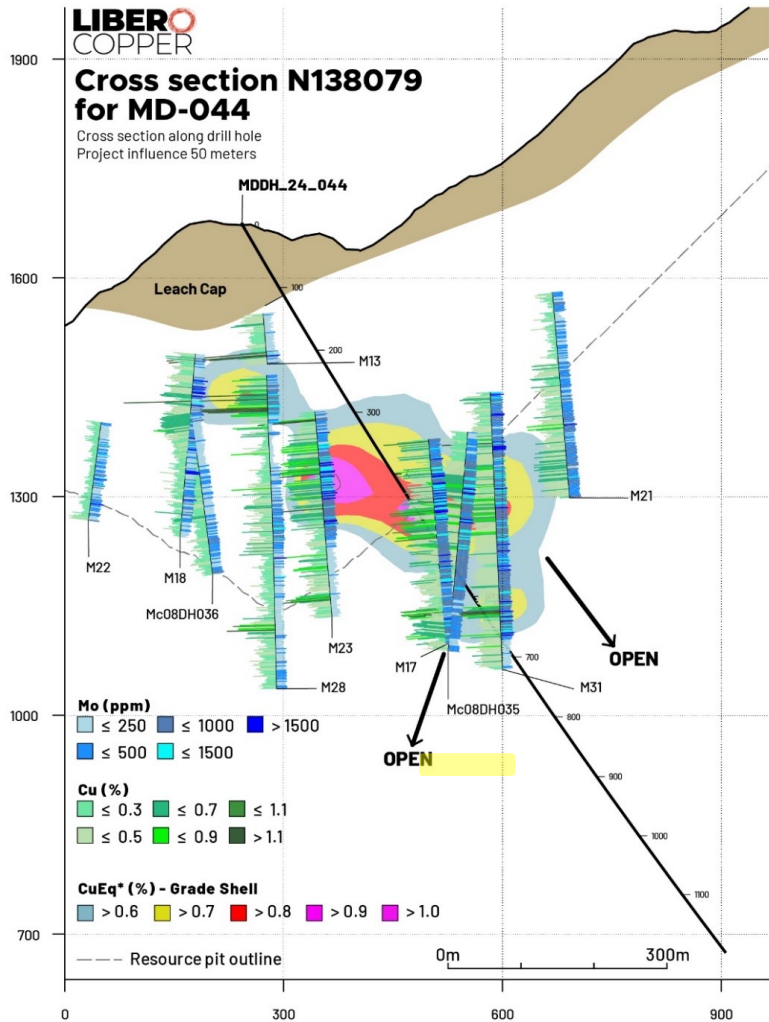 LIBERO
COPPER
Cross section N138079
for MD-044
Cross section along drill hole
Project influence 50 meters
1900
1600
1300
1000
700
MDDH_24_044
0
100
200
300
Leach Cap
M13
M21
M22
M18
Mc08DH036
M23
M28
M17
Mc08DH035
M31
700
800
900
1000
1100
OPEN
OPEN
Mo (ppm)
≤ 250 ≤ 1000 > 1500
≤ 500 ≤ 1500
Cu (%)
≤ 0.3 ≤ 0.7 ≤ 1.1
≤ 0.5 ≤ 0.9 > 1.1
CuEq* (%) - Grade Shell
> 0.6 > 0.7 > 0.8 > 0.9 > 1.0
Resource pit outline
0m 300m
0 300 600 900